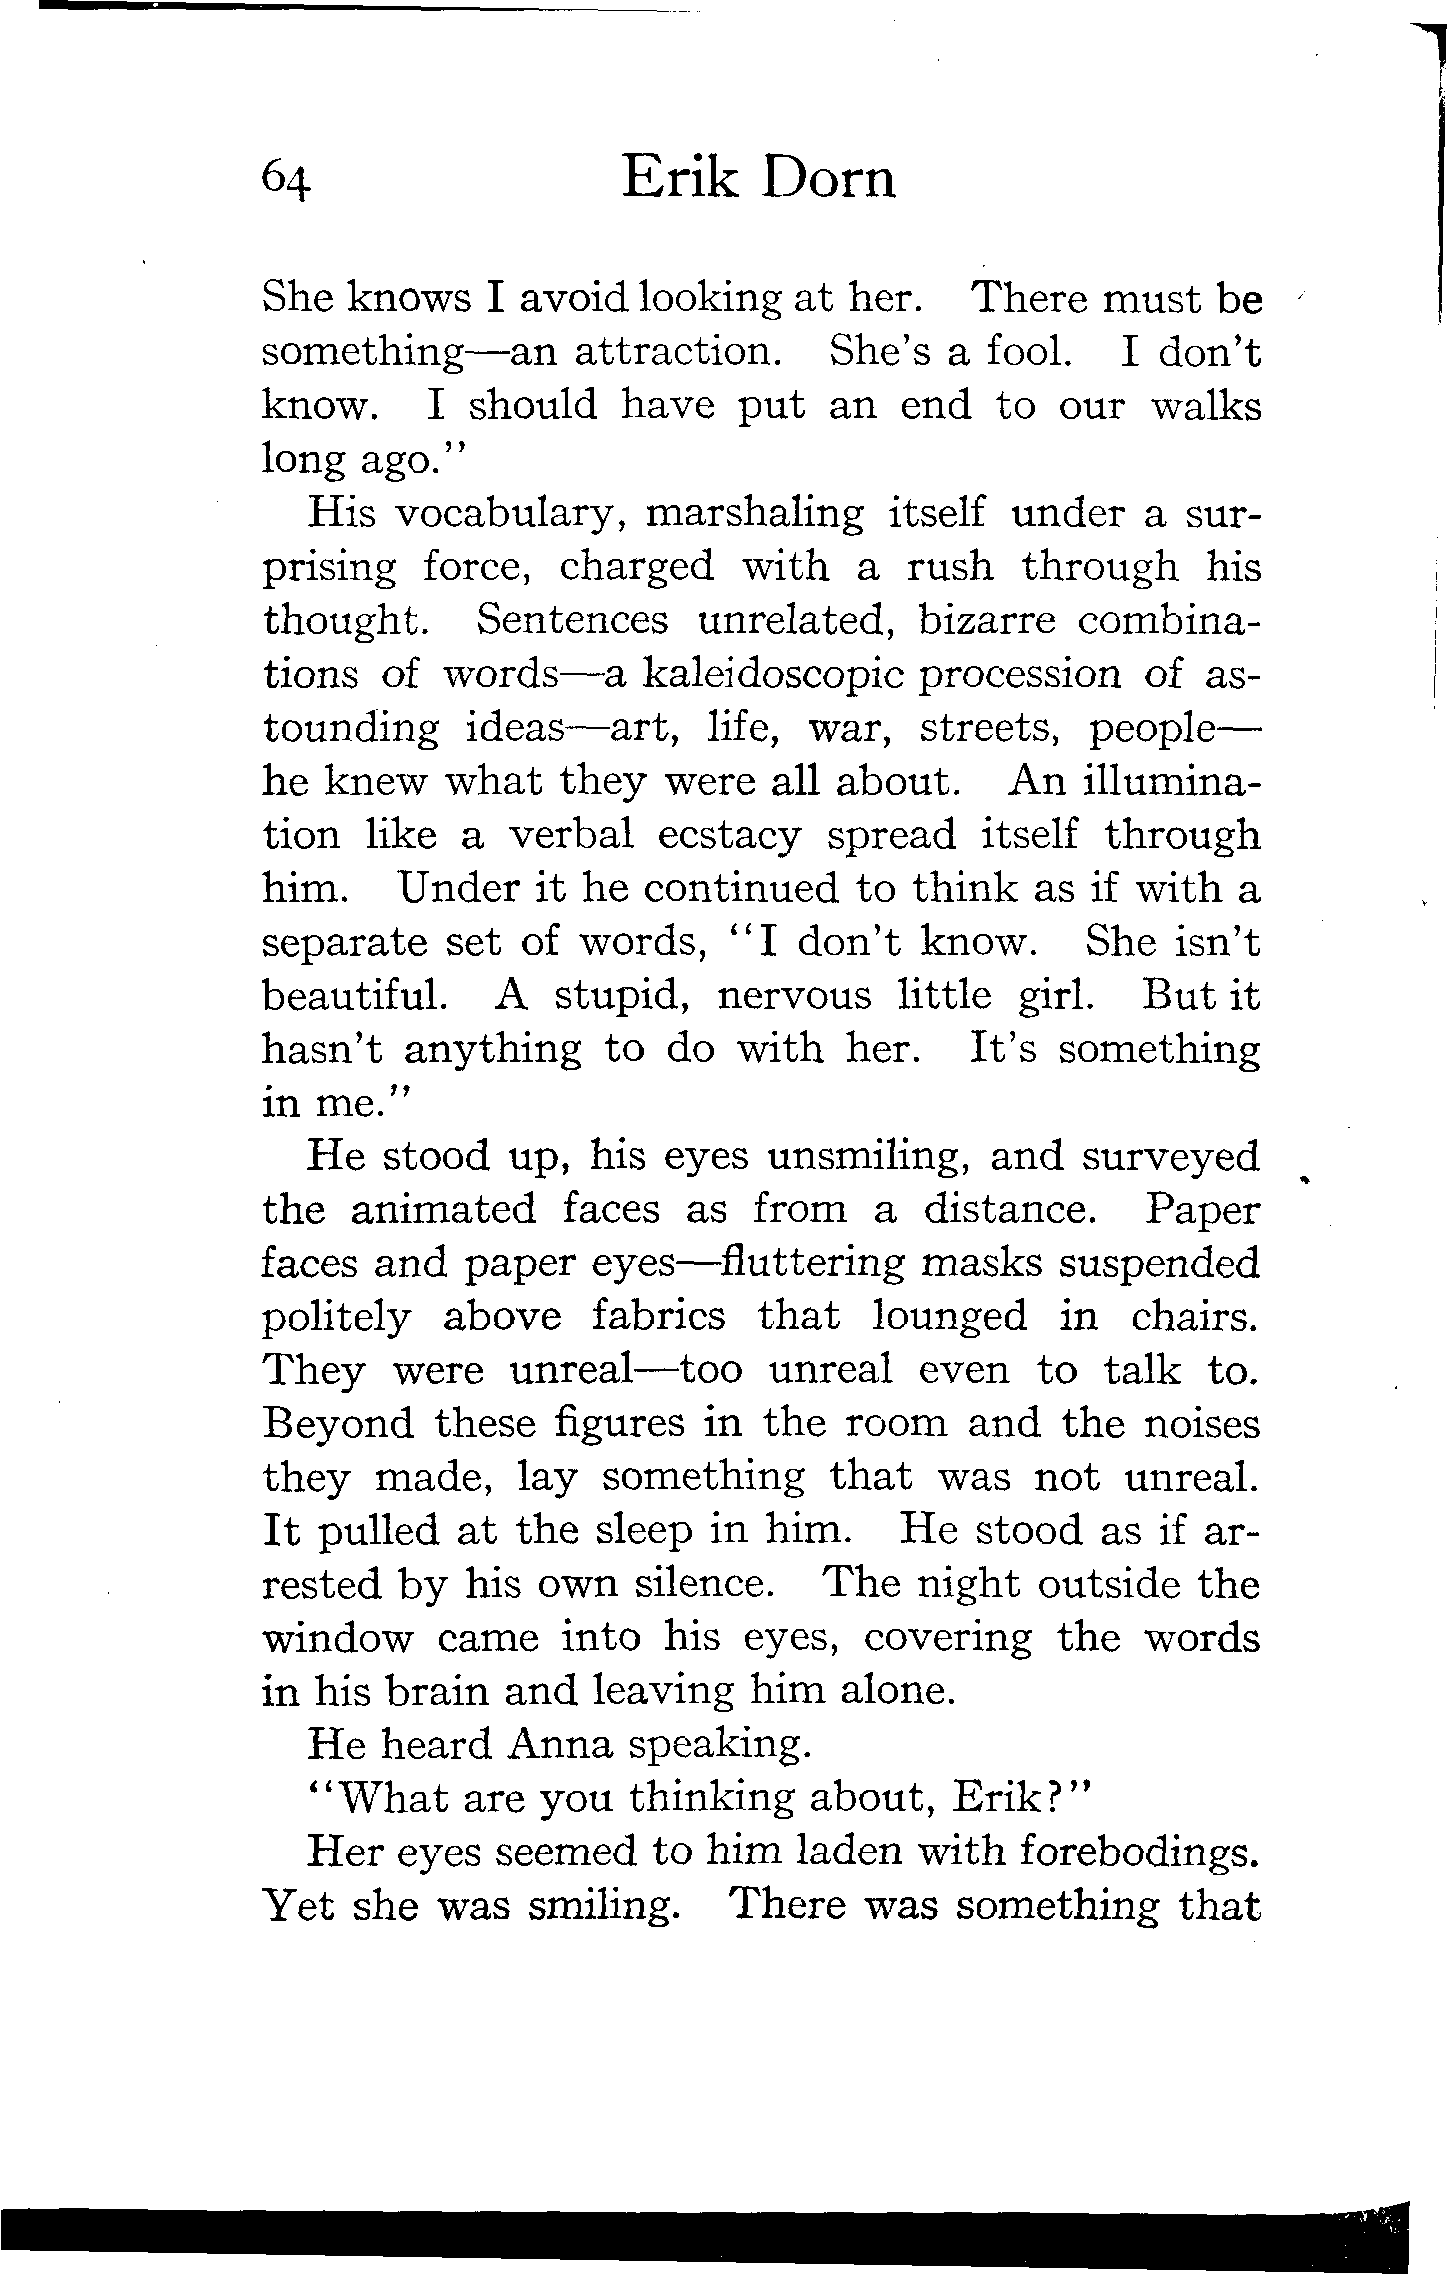 64 Erik Dorn
She knows I avoid looking at her. There must be
something—an attraction. She's a fool. I don't
know. I should have put an end to our walks
long ago."
His vocabulary, marshaling itself under a sur-
prising force, charged with a rush through his
thought. Sentences unrelated, bizarre combina-
tions of words—a kaleidoscopic procession of as-
tounding ideas—art, life, war, streets, people—
he knew what they were all about. An illumina-
tion like a verbal ecstacy spread itself through
him. Under it he continued to think as if with a
separate set of words, "I don't know. She isn't
beautiful. A stupid, nervous little girl. But it
hasn't anything to do with her. It's something
in me."
He stood up, his eyes unsmiling, and surveyed
the animated faces as from a distance. Paper
faces and paper eyes—fluttering masks suspended
politely above fabrics that lounged in chairs.
They were unreal—too unreal even to talk to.
Beyond these figures in the room and the noises
they made, lay something that was not unreal.
It pulled at the sleep in him. He stood as if ar-
rested by his own silence. The night outside the
window came into his eyes, covering the words
in his brain and leaving him alone.
He heard Anna speaking.
"What are you thinking about, Erik?"
Her eyes seemed to him laden with forebodings.
Yet she was smiling. There was something that